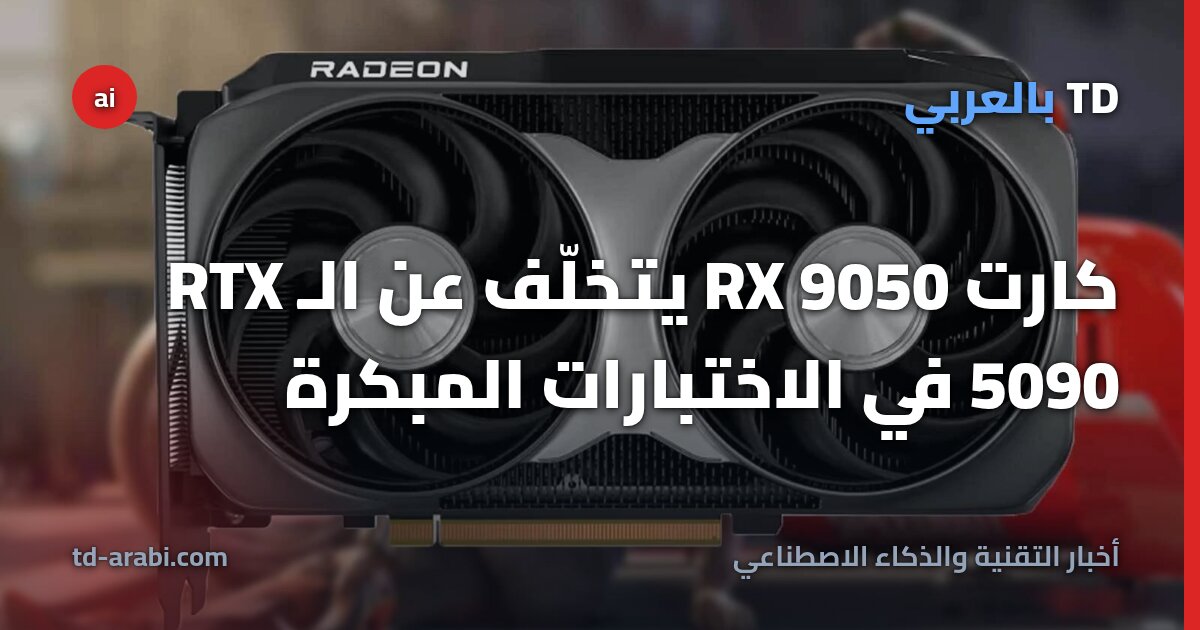 RADEON
ai
TD بالعربي
كارت RX 9050 يتخلّف عن الـ RTX
5090 في الاختبارات المبكرة
td-arabi.com
أخبار التقنية والذكاء الاصطناعي